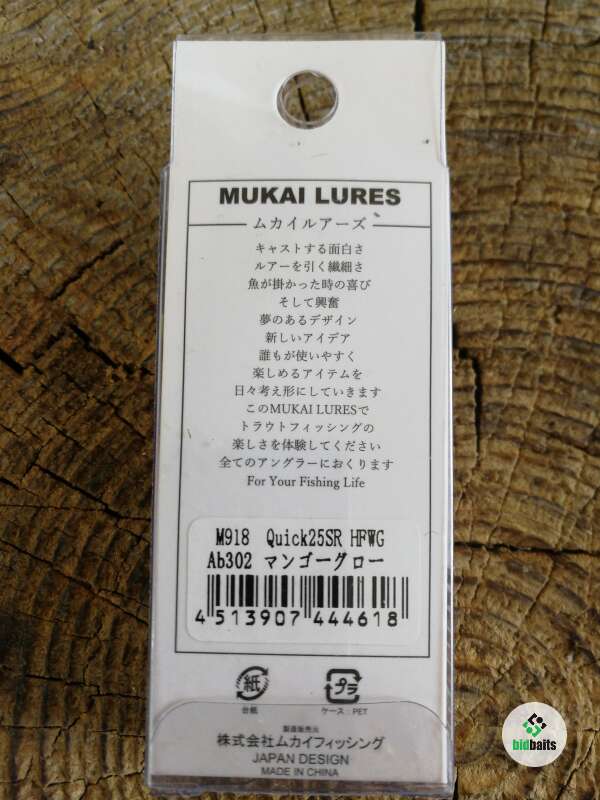 MUKAI LURES
ムカイルアーズ
キャストする面白さ
ルアーを引く繊細さ
魚が掛かった時の喜び
そして興奮
夢のあるデザイン
新しいアイデア
誰もが使いやすく
楽しめるアイテムを
日々考え形にしていきます
このMUKAI LURESで
トラウトフィッシングの
楽しさを体験してください
全てのアングラーにおくります
For Your Fishing Life
M918 Quick25SR HFWG
Ab302 マンゴーグロー
4 513907 444618
紙 プラ
台紙 ケース：PET
製造販売元
株式会社ムカイフィッシング
JAPAN DESIGN
MADE IN CHINA
bidbaits